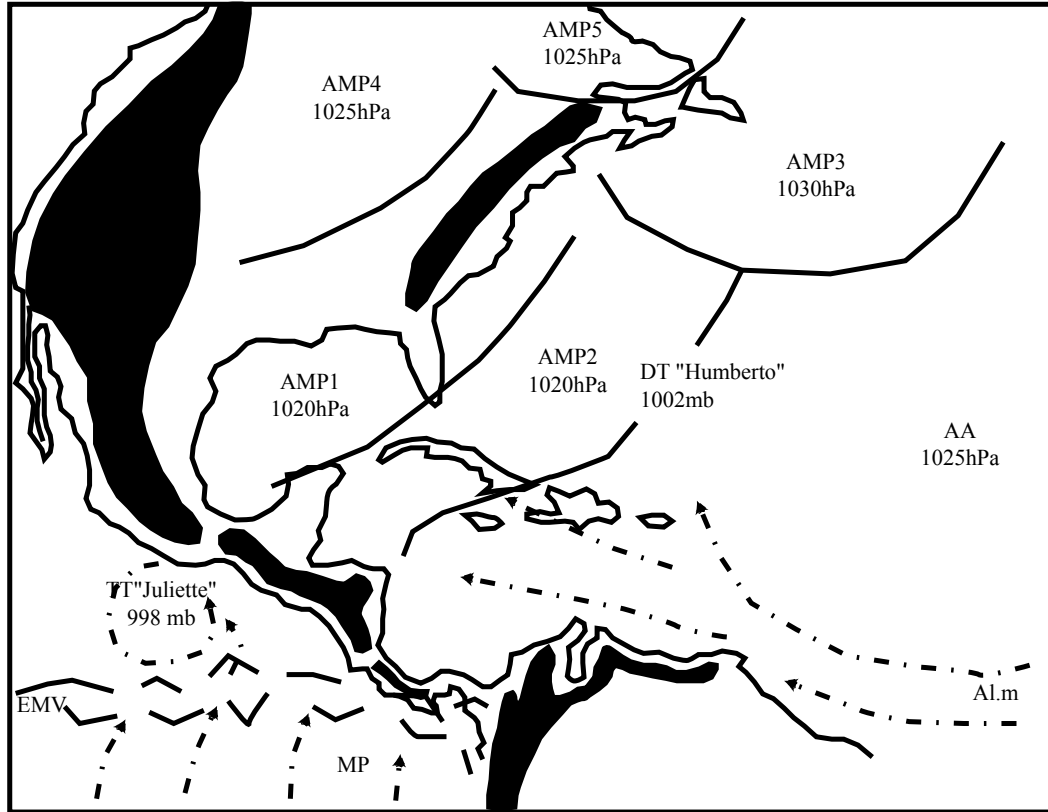 AMP5
1025hPa
AMP4
1025hPa
AMP3
1030hPa
AMP2
1020hPa
DT "Humberto"
1002mb
AMP1
1020hPa
AA
1025hPa
TT"Juliette"
998 mb
EMV
Al.m
MP